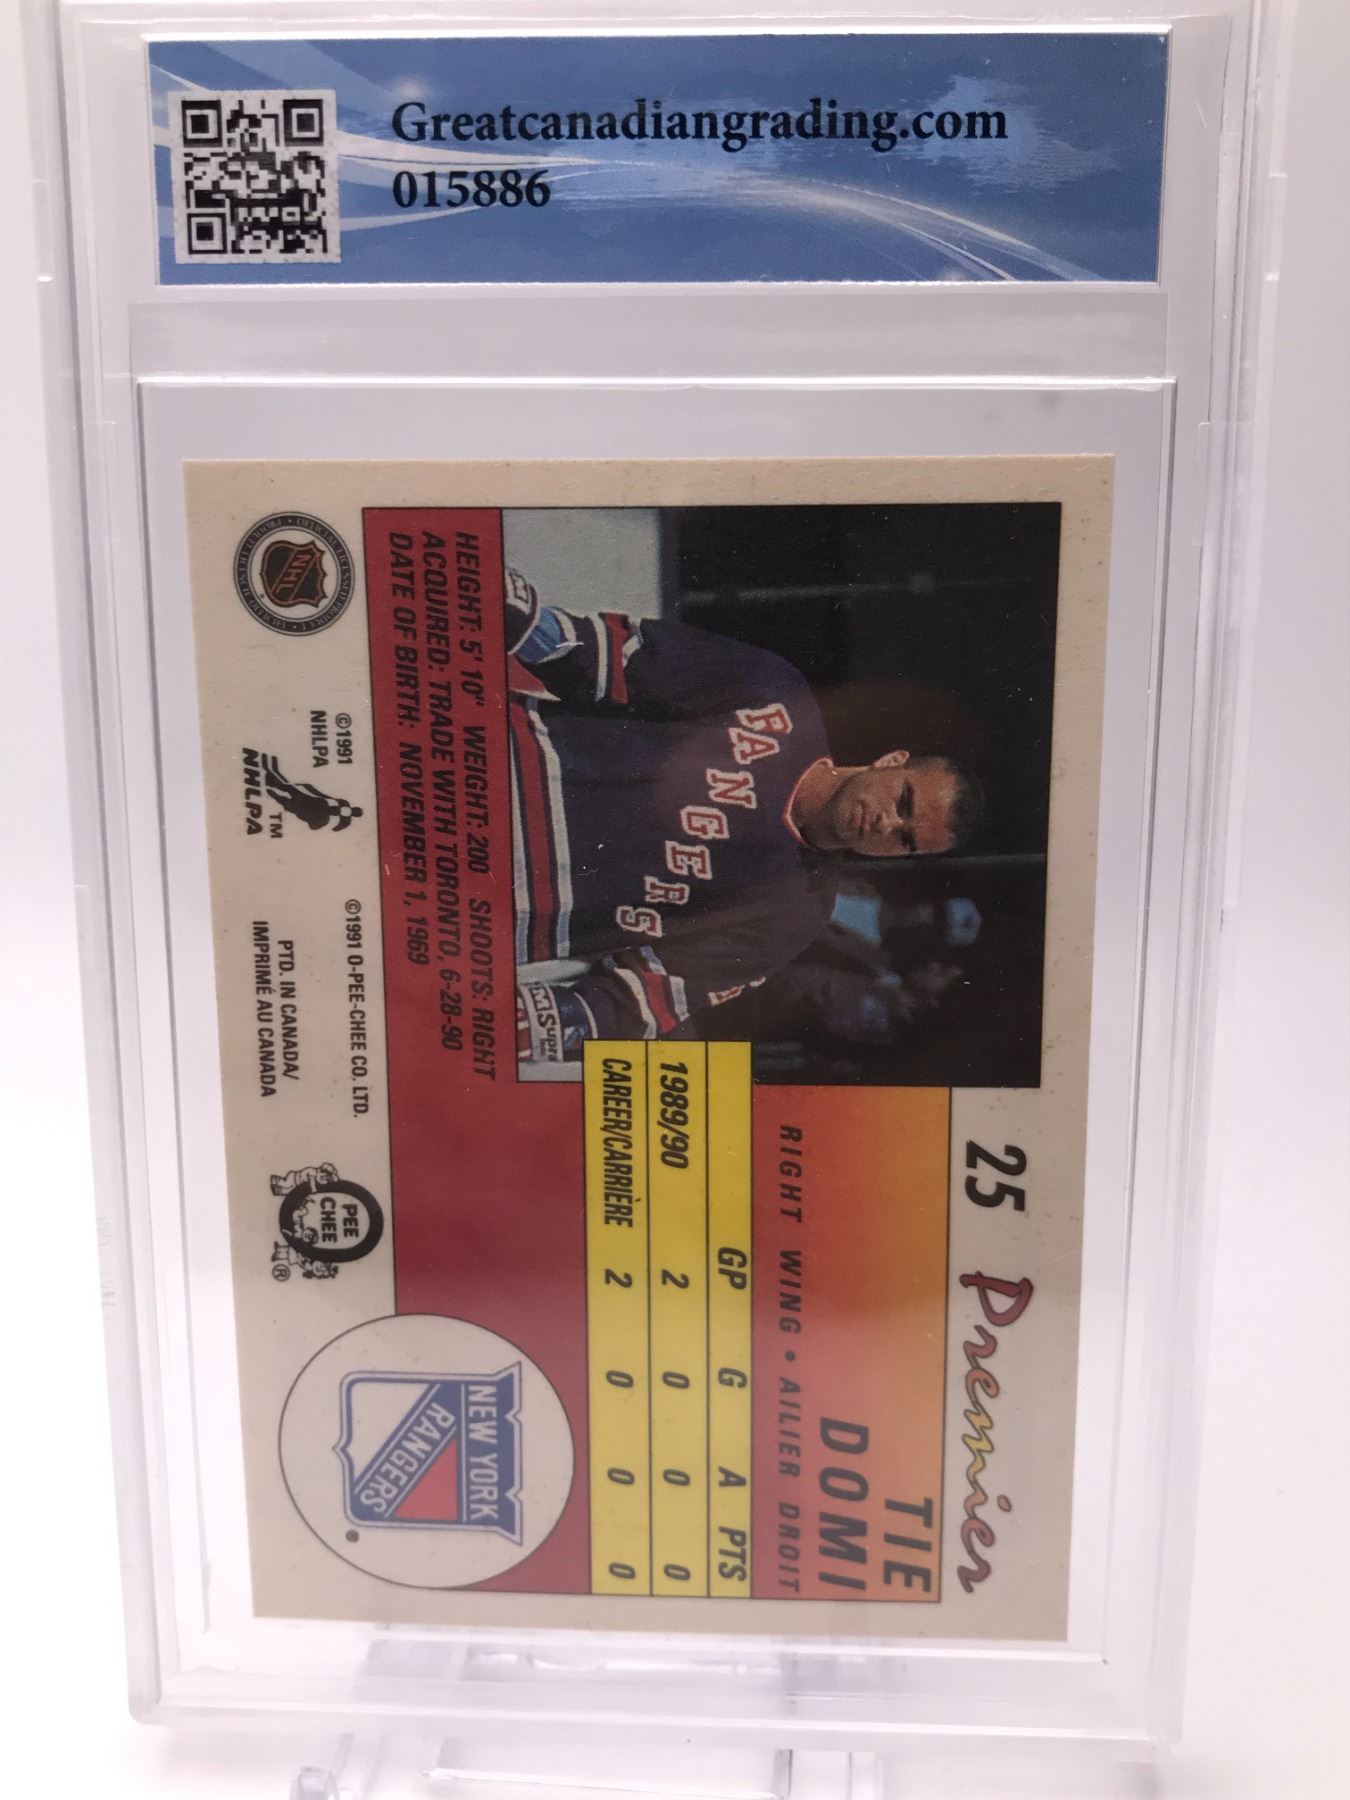 Greatcanadiangrading.com
015886
25 Premier
TIE
DOMI
RIGHT WING • AILIER DROIT
GP G A PTS
1989/90 2 0 0 0
CAREER/CARRIÈRE 2 0 0 0
RANGERS
HEIGHT: 5' 10" WEIGHT: 200 SHOOTS: RIGHT
ACQUIRED: TRADE WITH TORONTO, 6-28-90
DATE OF BIRTH: NOVEMBER 1, 1969
NEW YORK
RANGERS
®
NHL
©1991
NHLPA
NHLPA
TM
©1991 O-PEE-CHEE CO. LTD.
PTD. IN CANADA/
IMPRIMÉ AU CANADA
O
PEE
CHEE
®